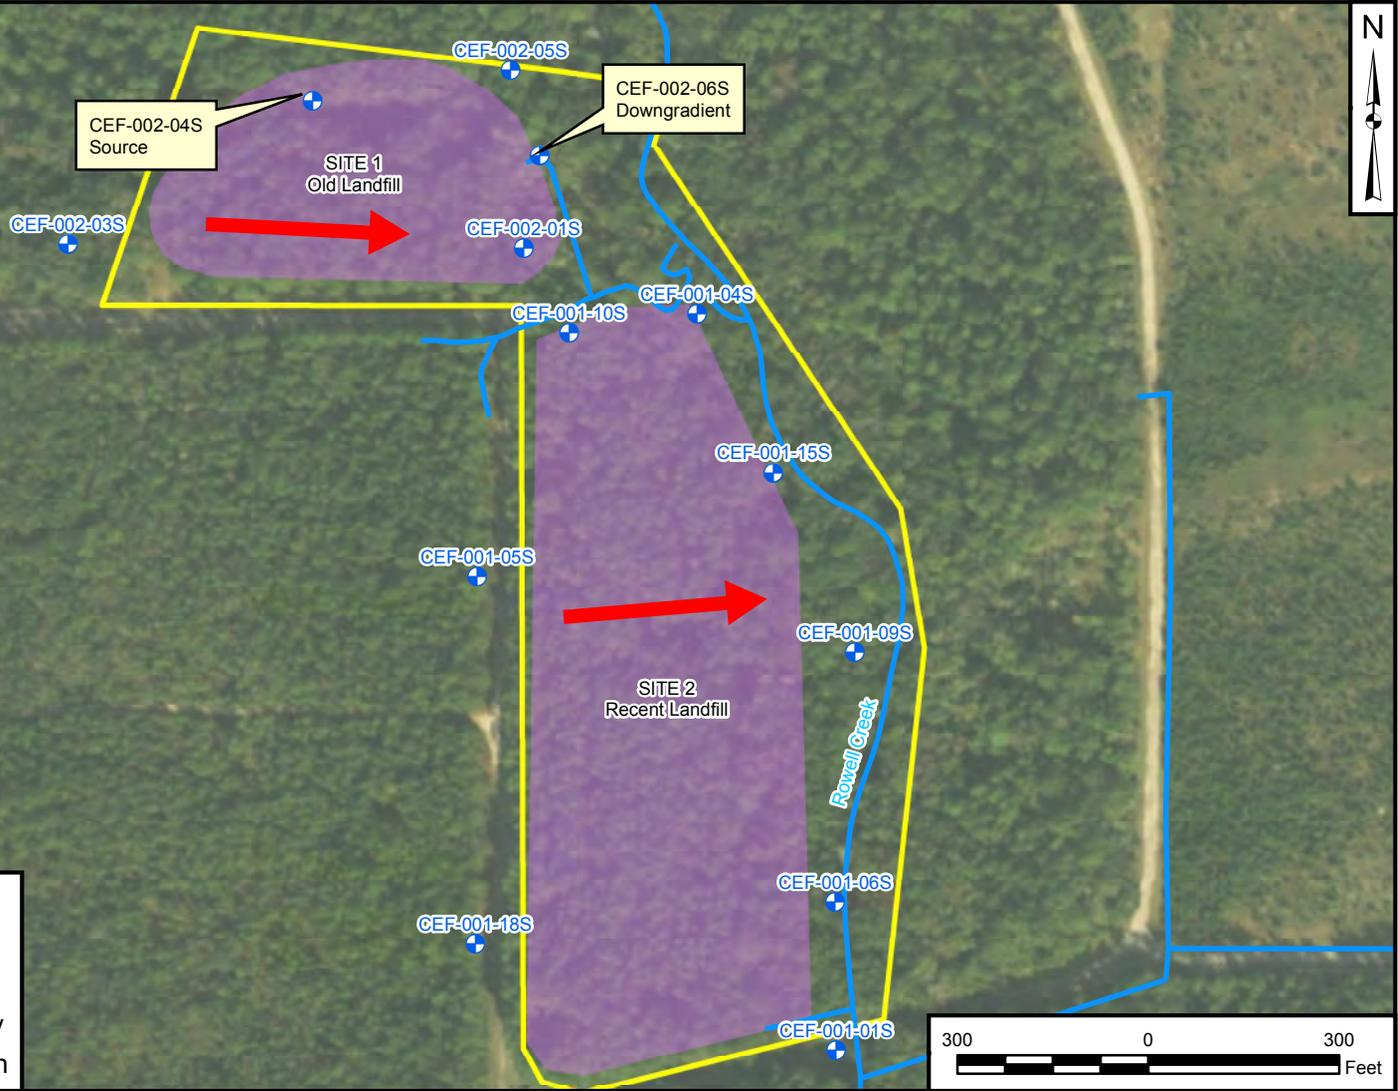 N
CEF-002-05S
CEF-002-06S
Downgradient
CEF-002-04S
Source
SITE 1
Old Landfill
CEF-002-03S
CEF-002-01S
CEF-001-04S
CEF-001-10S
CEF-001-15S
CEF-001-05S
CEF-001-09S
SITE 2
Recent Landfill
Rowell Creek
CEF-001-06S
CEF-001-18S
CEF-001-01S
300 0 300
Feet